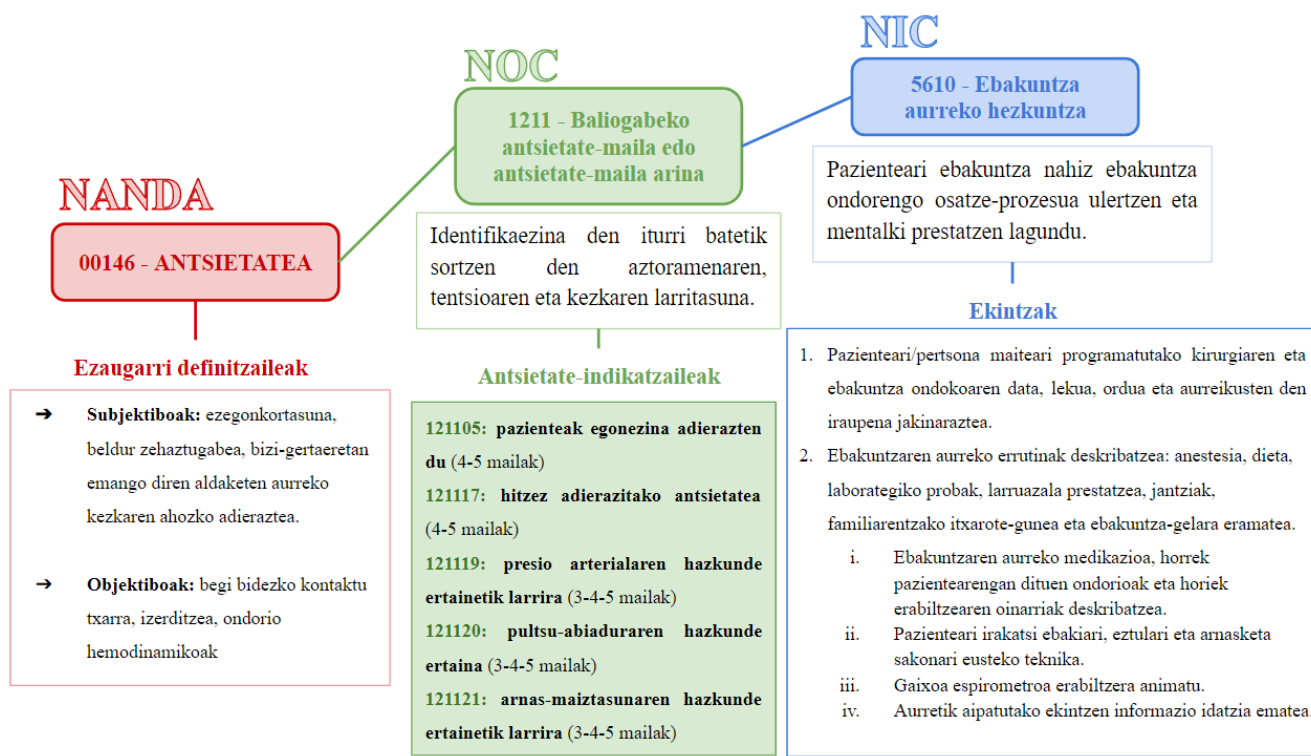 NANDA
00146 - ANTSIETATEA
Ezaugarri definitzaileak
➔ Subjektiboak: ezegonkortasuna,
beldur zehaztugabea, bizi-gertaeretan
emango diren aldaketen aurreko
kezkaren ahozko adieraztea.
➔ Objektiboak: begi bidezko kontaktu
txarra, izerditzea, ondorio
hemodinamikoak
NOC
1211 - Baliogabeko
antsietate-maila edo
antsietate-maila arina
Identifikaezina den iturri batetik
sortzen den aztoramenaren,
tentsioaren eta kezkaren larritasuna.
Antsietate-indikatzaileak
121105: pazienteak egonezina adierazten
du (4-5 mailak)
121117: hitzez adierazitako antsietatea
(4-5 mailak)
121119: presio arterialaren hazkunde
ertainetik larrira (3-4-5 mailak)
121120: pultsu-abiaduraren hazkunde
ertaina (3-4-5 mailak)
121121: arnas-maiztasunaren hazkunde
ertainetik larrira (3-4-5 mailak)
NIC
5610 - Ebakuntza
aurreko hezkuntza
Pazienteari ebakuntza nahiz ebakuntza
ondorengo osatze-prozesua ulertzen eta
mentalki prestatzen lagundu.
Ekintzak
1. Pazienteari/pertsona maiteari programatutako kirurgiaren eta
ebakuntza ondokoaren data, lekua, ordua eta aurreikusten den
iraupena jakinaraztea.
2. Ebakuntzaren aurreko errutinak deskribatzea: anestesia, dieta,
laborategiko probak, larruazala prestatzea, jantziak,
familiarentzako itxarote-gunea eta ebakuntza-gelara eramatea.
i. Ebakuntzaren aurreko medikazioa, horrek
pazientearengan dituen ondorioak eta horiek
erabiltzearen oinarriak deskribatzea.
ii. Pazienteari irakatsi ebakiari, eztulari eta arnasketa
sakonari eusteko teknika.
iii. Gaixoa espirometroa erabiltzera animatu.
iv. Aurretik aipatutako ekintzen informazio idatzia ematea.